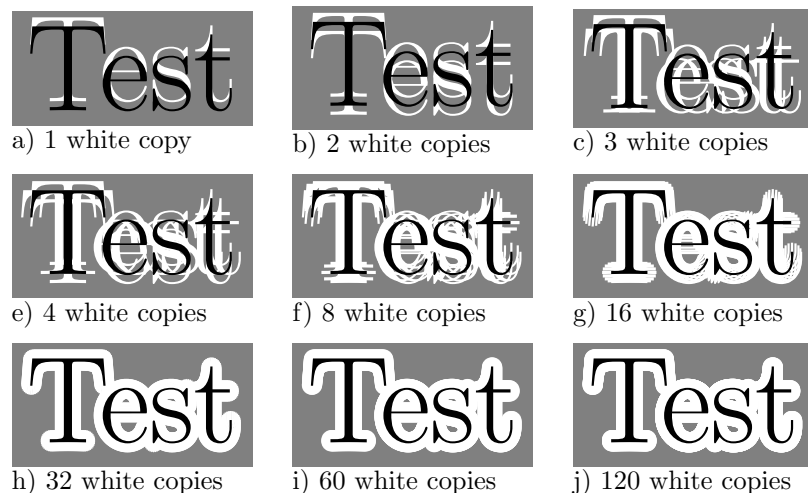 Test Test Test
a) 1 white copy b) 2 white copies c) 3 white copies
Test Test Test
e) 4 white copies f) 8 white copies g) 16 white copies
Test Test Test
h) 32 white copies i) 60 white copies j) 120 white copies